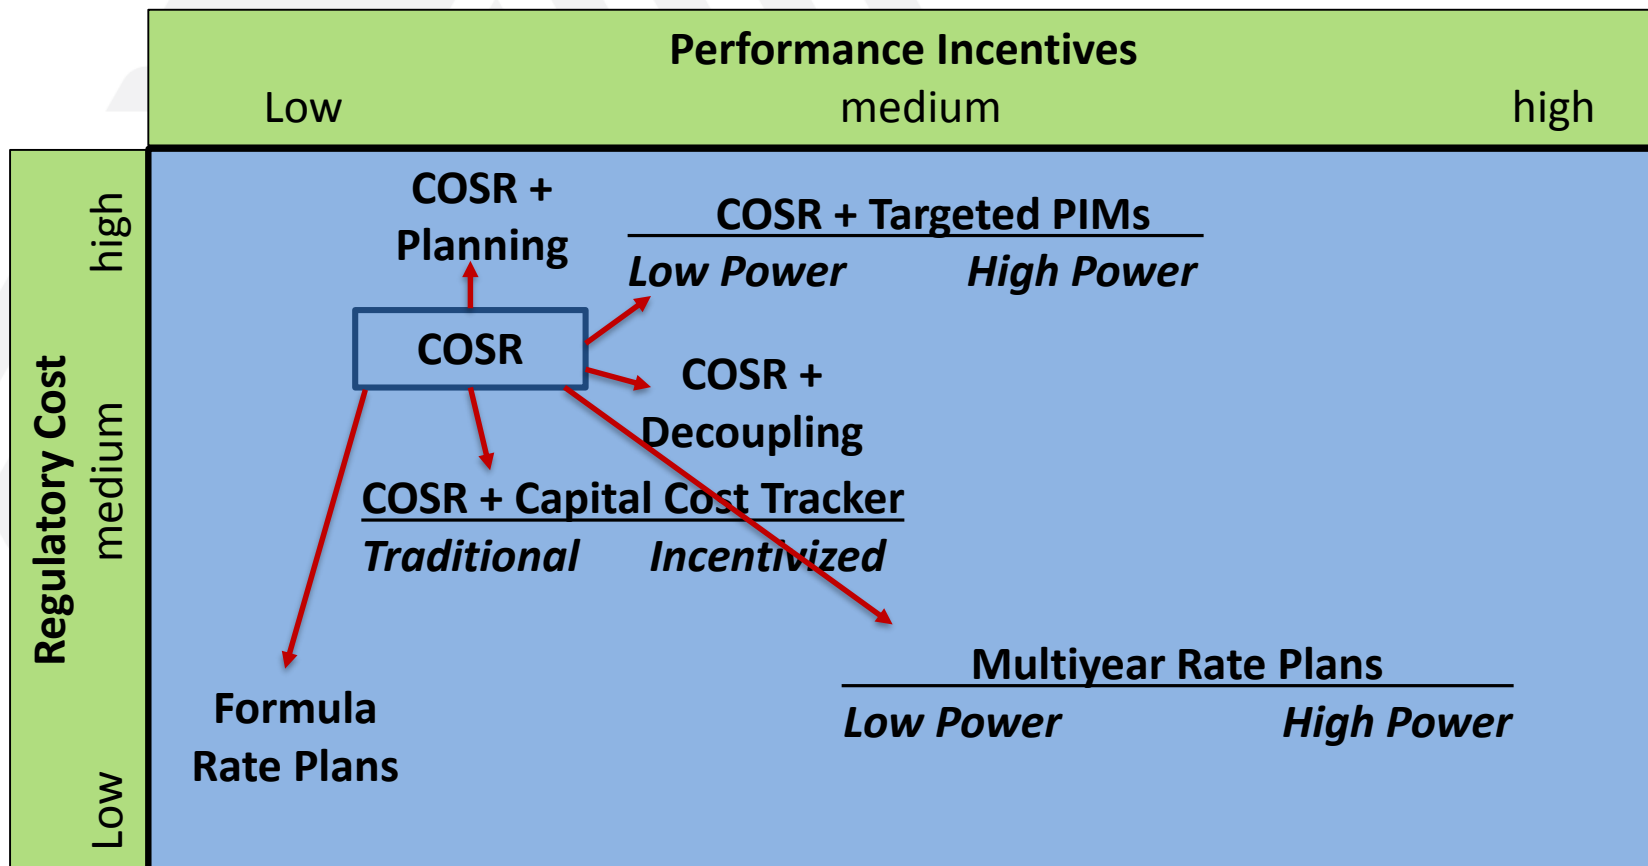 Performance Incentives
Low medium high
Regulatory Cost
high
medium
Low
COSR +
Planning
COSR + Targeted PIMs
Low Power High Power
COSR
COSR +
Decoupling
COSR + Capital Cost Tracker
Traditional Incentivized
Multiyear Rate Plans
Low Power High Power
Formula
Rate Plans